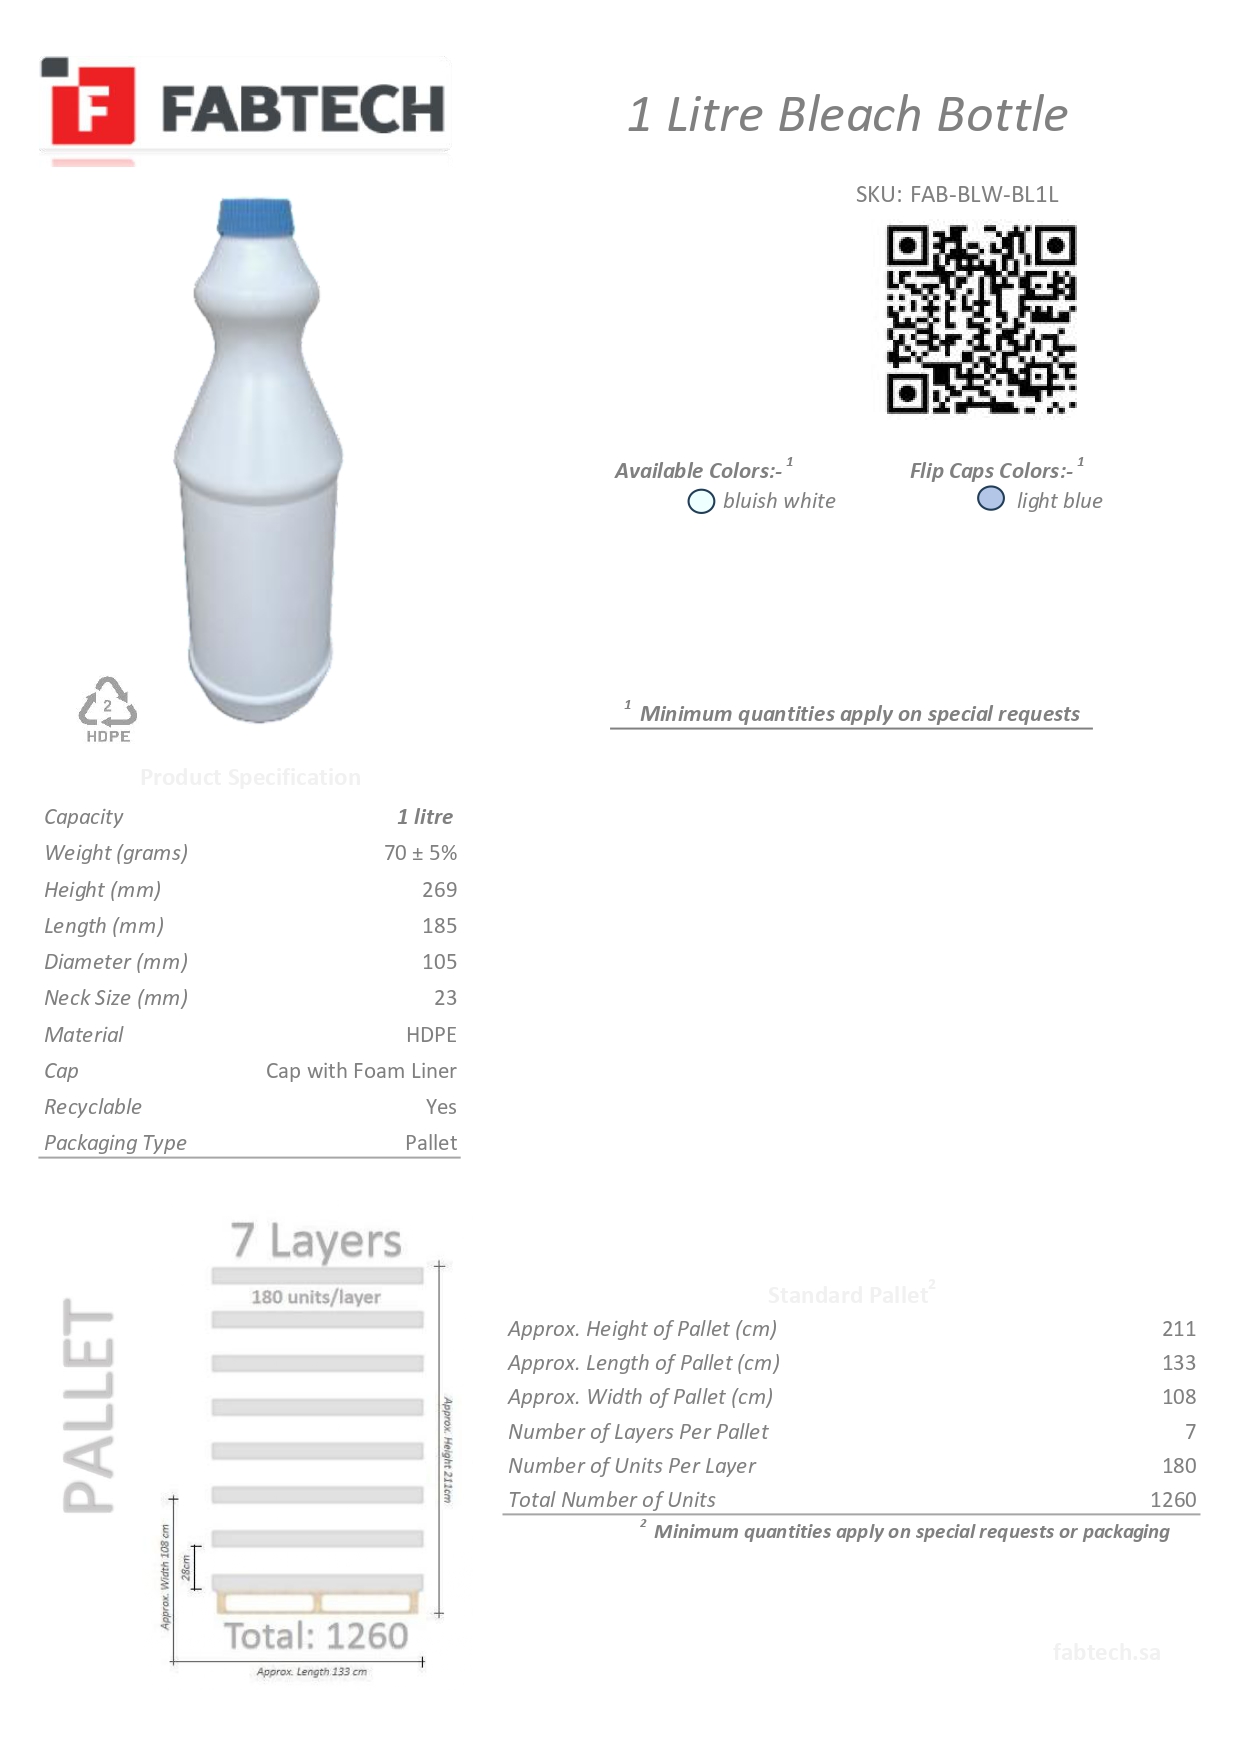 F FABTECH
1 Litre Bleach Bottle
SKU: FAB-BLW-BL1L
Available Colors:- 1
bluish white
Flip Caps Colors:- 1
light blue
2
HDPE
1 Minimum quantities apply on special requests
Product Specification
Capacity 1 litre
Weight (grams) 70 ± 5%
Height (mm) 269
Length (mm) 185
Diameter (mm) 105
Neck Size (mm) 23
Material HDPE
Cap Cap with Foam Liner
Recyclable Yes
Packaging Type Pallet
PALLET
7 Layers
180 units/layer
Approx. Height 211cm
Approx. Width 108 cm
28cm
Total: 1260
Approx. Length 133 cm
Standard Pallet2
Approx. Height of Pallet (cm) 211
Approx. Length of Pallet (cm) 133
Approx. Width of Pallet (cm) 108
Number of Layers Per Pallet 7
Number of Units Per Layer 180
Total Number of Units 1260
2 Minimum quantities apply on special requests or packaging
fabtech.sa